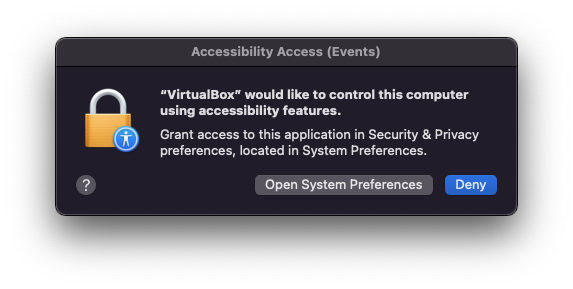 Accessibility Access (Events)
“VirtualBox” would like to control this computer
using accessibility features.
Grant access to this application in Security & Privacy
preferences, located in System Preferences.
?
Open System Preferences
Deny